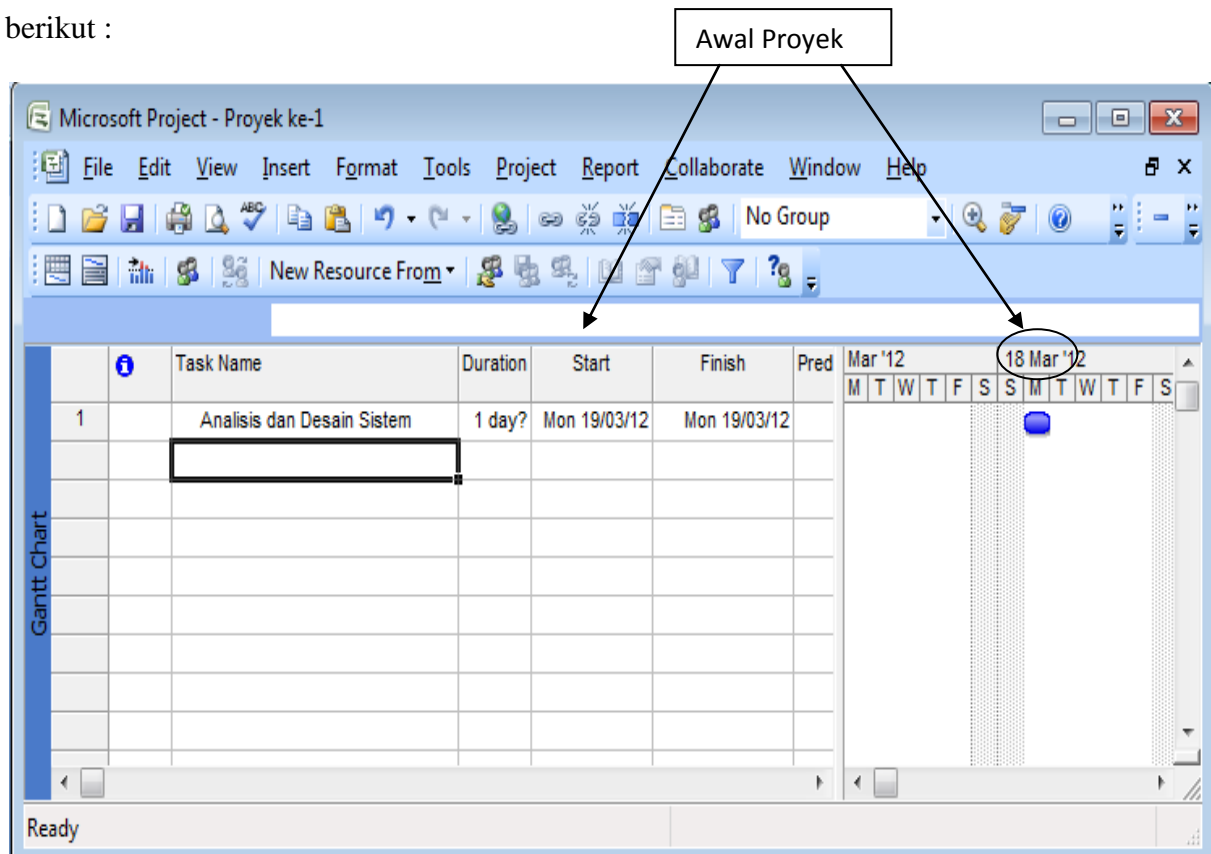 berikut :
Awal Proyek
Microsoft Project - Proyek ke-1
File Edit View Insert Format Tools Project Report Collaborate Window Help
ABC No Group
New Resource From
Task Name Duration Start Finish Pred Mar '12 18 Mar '12
M T W T F S S M T W T F S
1 Analisis dan Desain Sistem 1 day? Mon 19/03/12 Mon 19/03/12
Gantt Chart
Ready